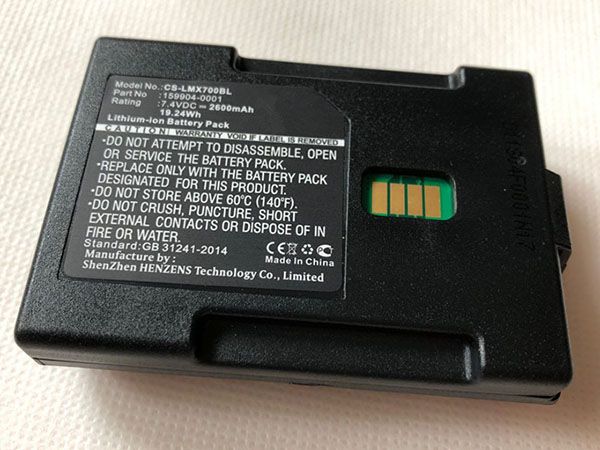 Model No.:CS-LMX700BL
Part No :159904-0001
Rating :7.4VDC⎓2600mAh
19.24Wh
Lithium-ion Battery Pack
CAUTION! WARRANTY VOID IF LABEL IS REMOVED
•DO NOT ATTEMPT TO DISASSEMBLE, OPEN
OR SERVICE THE BATTERY PACK.
•REPLACE ONLY WITH THE BATTERY PACK
DESIGNATED FOR THIS PRODUCT.
•DO NOT STORE ABOVE 60°C (140°F).
•DO NOT CRUSH, PUNCTURE, SHORT
EXTERNAL CONTACTS OR DISPOSE OF IN
FIRE OR WATER.
Standard:GB 31241-2014
CE
Manufacture by :
Made in China
ShenZhen HENZENS Technology Co., Limited